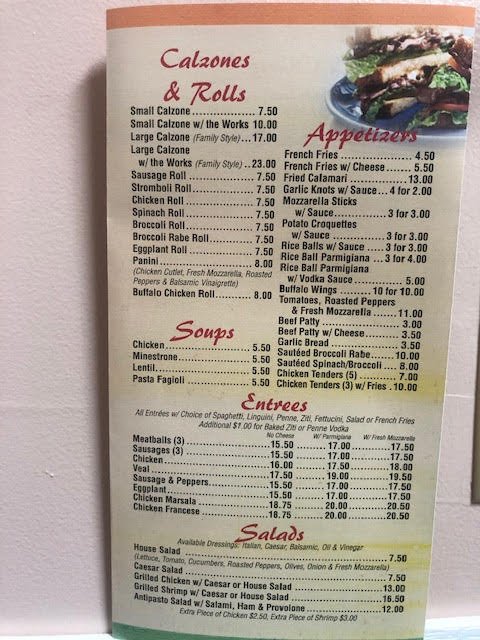 Calzones
& Rolls
Small Calzone .............. 7.50
Small Calzone w/ the Works 10.00
Large Calzone (Family Style) ...17.00
Large Calzone
w/ the Works (Family Style) ..23.00
Sausage Roll ................. 7.50
Stromboli Roll ............... 7.50
Chicken Roll ................. 7.50
Spinach Roll ................. 7.50
Broccoli Roll ................ 7.50
Broccoli Rabe Roll........... 7.50
Eggplant Roll ................ 7.50
Panini ....................... 8.00
(Chicken Cutlet, Fresh Mozzarella, Roasted
Peppers & Balsamic Vinaigrette)
Buffalo Chicken Roll......... 8.00
Soups
Chicken...................... 5.50
Minestrone................... 5.50
Lentil....................... 5.50
Pasta Fagioli ............... 5.50
Appetizers
French Fries ................ 4.50
French Fries w/ Cheese....... 5.50
Fried Calamari .............. 13.00
Garlic Knots w/ Sauce... 4 for 2.00
Mozzarella Sticks
w/ Sauce.............. 3 for 3.00
Potato Croquettes
w/ Sauce ............. 3 for 3.00
Rice Balls w/ Sauce .... 3 for 3.00
Rice Ball Parmigiana ... 3 for 4.00
Rice Ball Parmigiana
w/ Vodka Sauce ............ 5.00
Buffalo Wings ......... 10 for 10.00
Tomatoes, Roasted Peppers
& Fresh Mozzarella ....... 11.00
Beef Patty .................. 3.00
Beef Patty w/ Cheese......... 3.50
Garlic Bread ................ 3.50
Sautéed Broccoli Rabe....... 10.00
Sautéed Spinach/Broccoli .... 8.00
Chicken Tenders (5) ......... 7.00
Chicken Tenders (3) w/ Fries . 10.00
Entrees
All Entrées w/ Choice of Spaghetti, Linguini, Penne, Ziti, Fettucini, Salad or French Fries
Additional $1.00 for Baked Ziti or Penne Vodka
No Cheese W/ Parmigiana W/ Fresh Mozzarella
Meatballs (3) ............ 15.50 ........ 17.00 ........ 17.50
Sausages (3) ............. 15.50 ........ 17.00 ........ 17.50
Chicken .................. 16.00 ........ 17.50 ........ 18.00
Veal ..................... 17.50 ........ 19.00 ........ 19.50
Sausage & Peppers......... 15.50 ........ 17.00 ........ 17.50
Eggplant.................. 15.50 ........ 17.00 ........ 17.50
Chicken Marsala .......... 18.75 ........ 20.00 ........ 20.50
Chicken Francese ......... 18.75 ........ 20.00 ........ 20.50
Salads
Available Dressings: Italian, Caesar, Balsamic, Oil & Vinegar
House Salad .............. 7.50
(Lettuce, Tomato, Cucumbers, Roasted Peppers, Olives, Onion & Fresh Mozzarella)
Caesar Salad ............. 7.50
Grilled Chicken w/ Caesar or House Salad ........ 13.00
Grilled Shrimp w/ Caesar or House Salad ......... 16.50
Antipasto Salad w/ Salami, Ham & Provolone ...... 12.00
Extra Piece of Chicken $2.50, Extra Piece of Shrimp $3.00